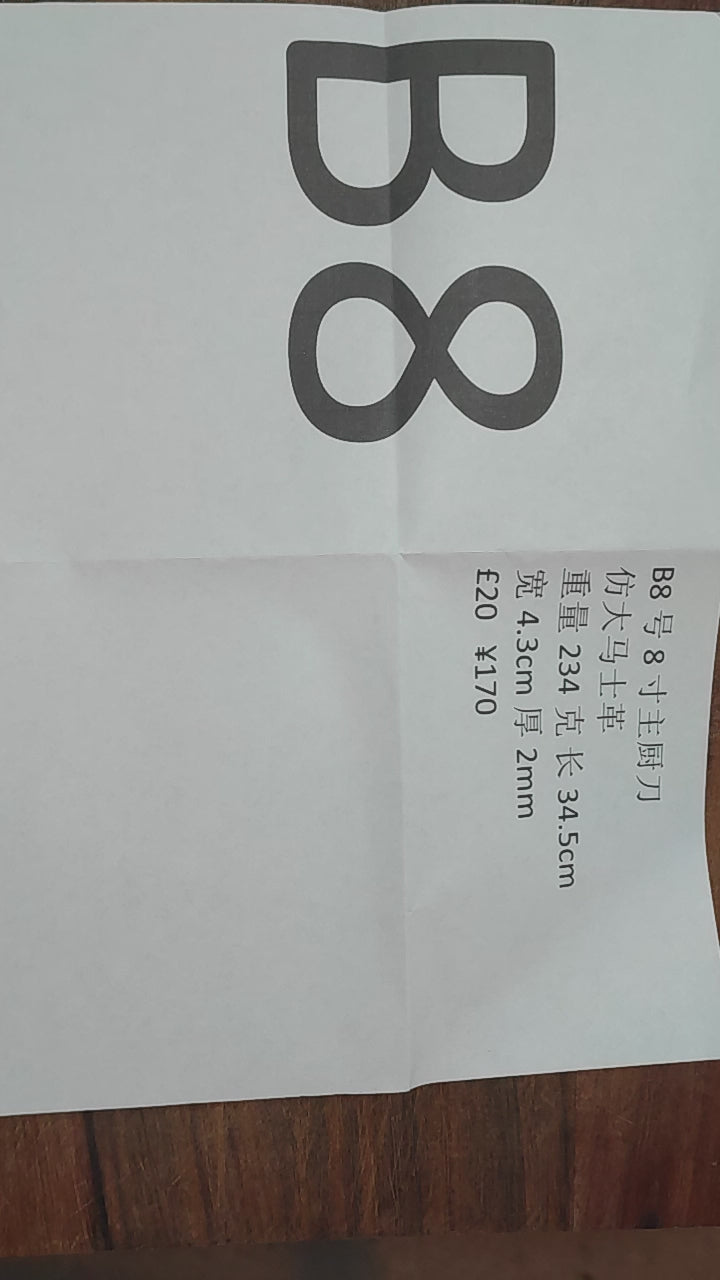 B8
B8 号 8 寸主厨刀
仿大马士革
重量 234 克 长 34.5cm
宽 4.3cm 厚 2mm
£20 ¥170